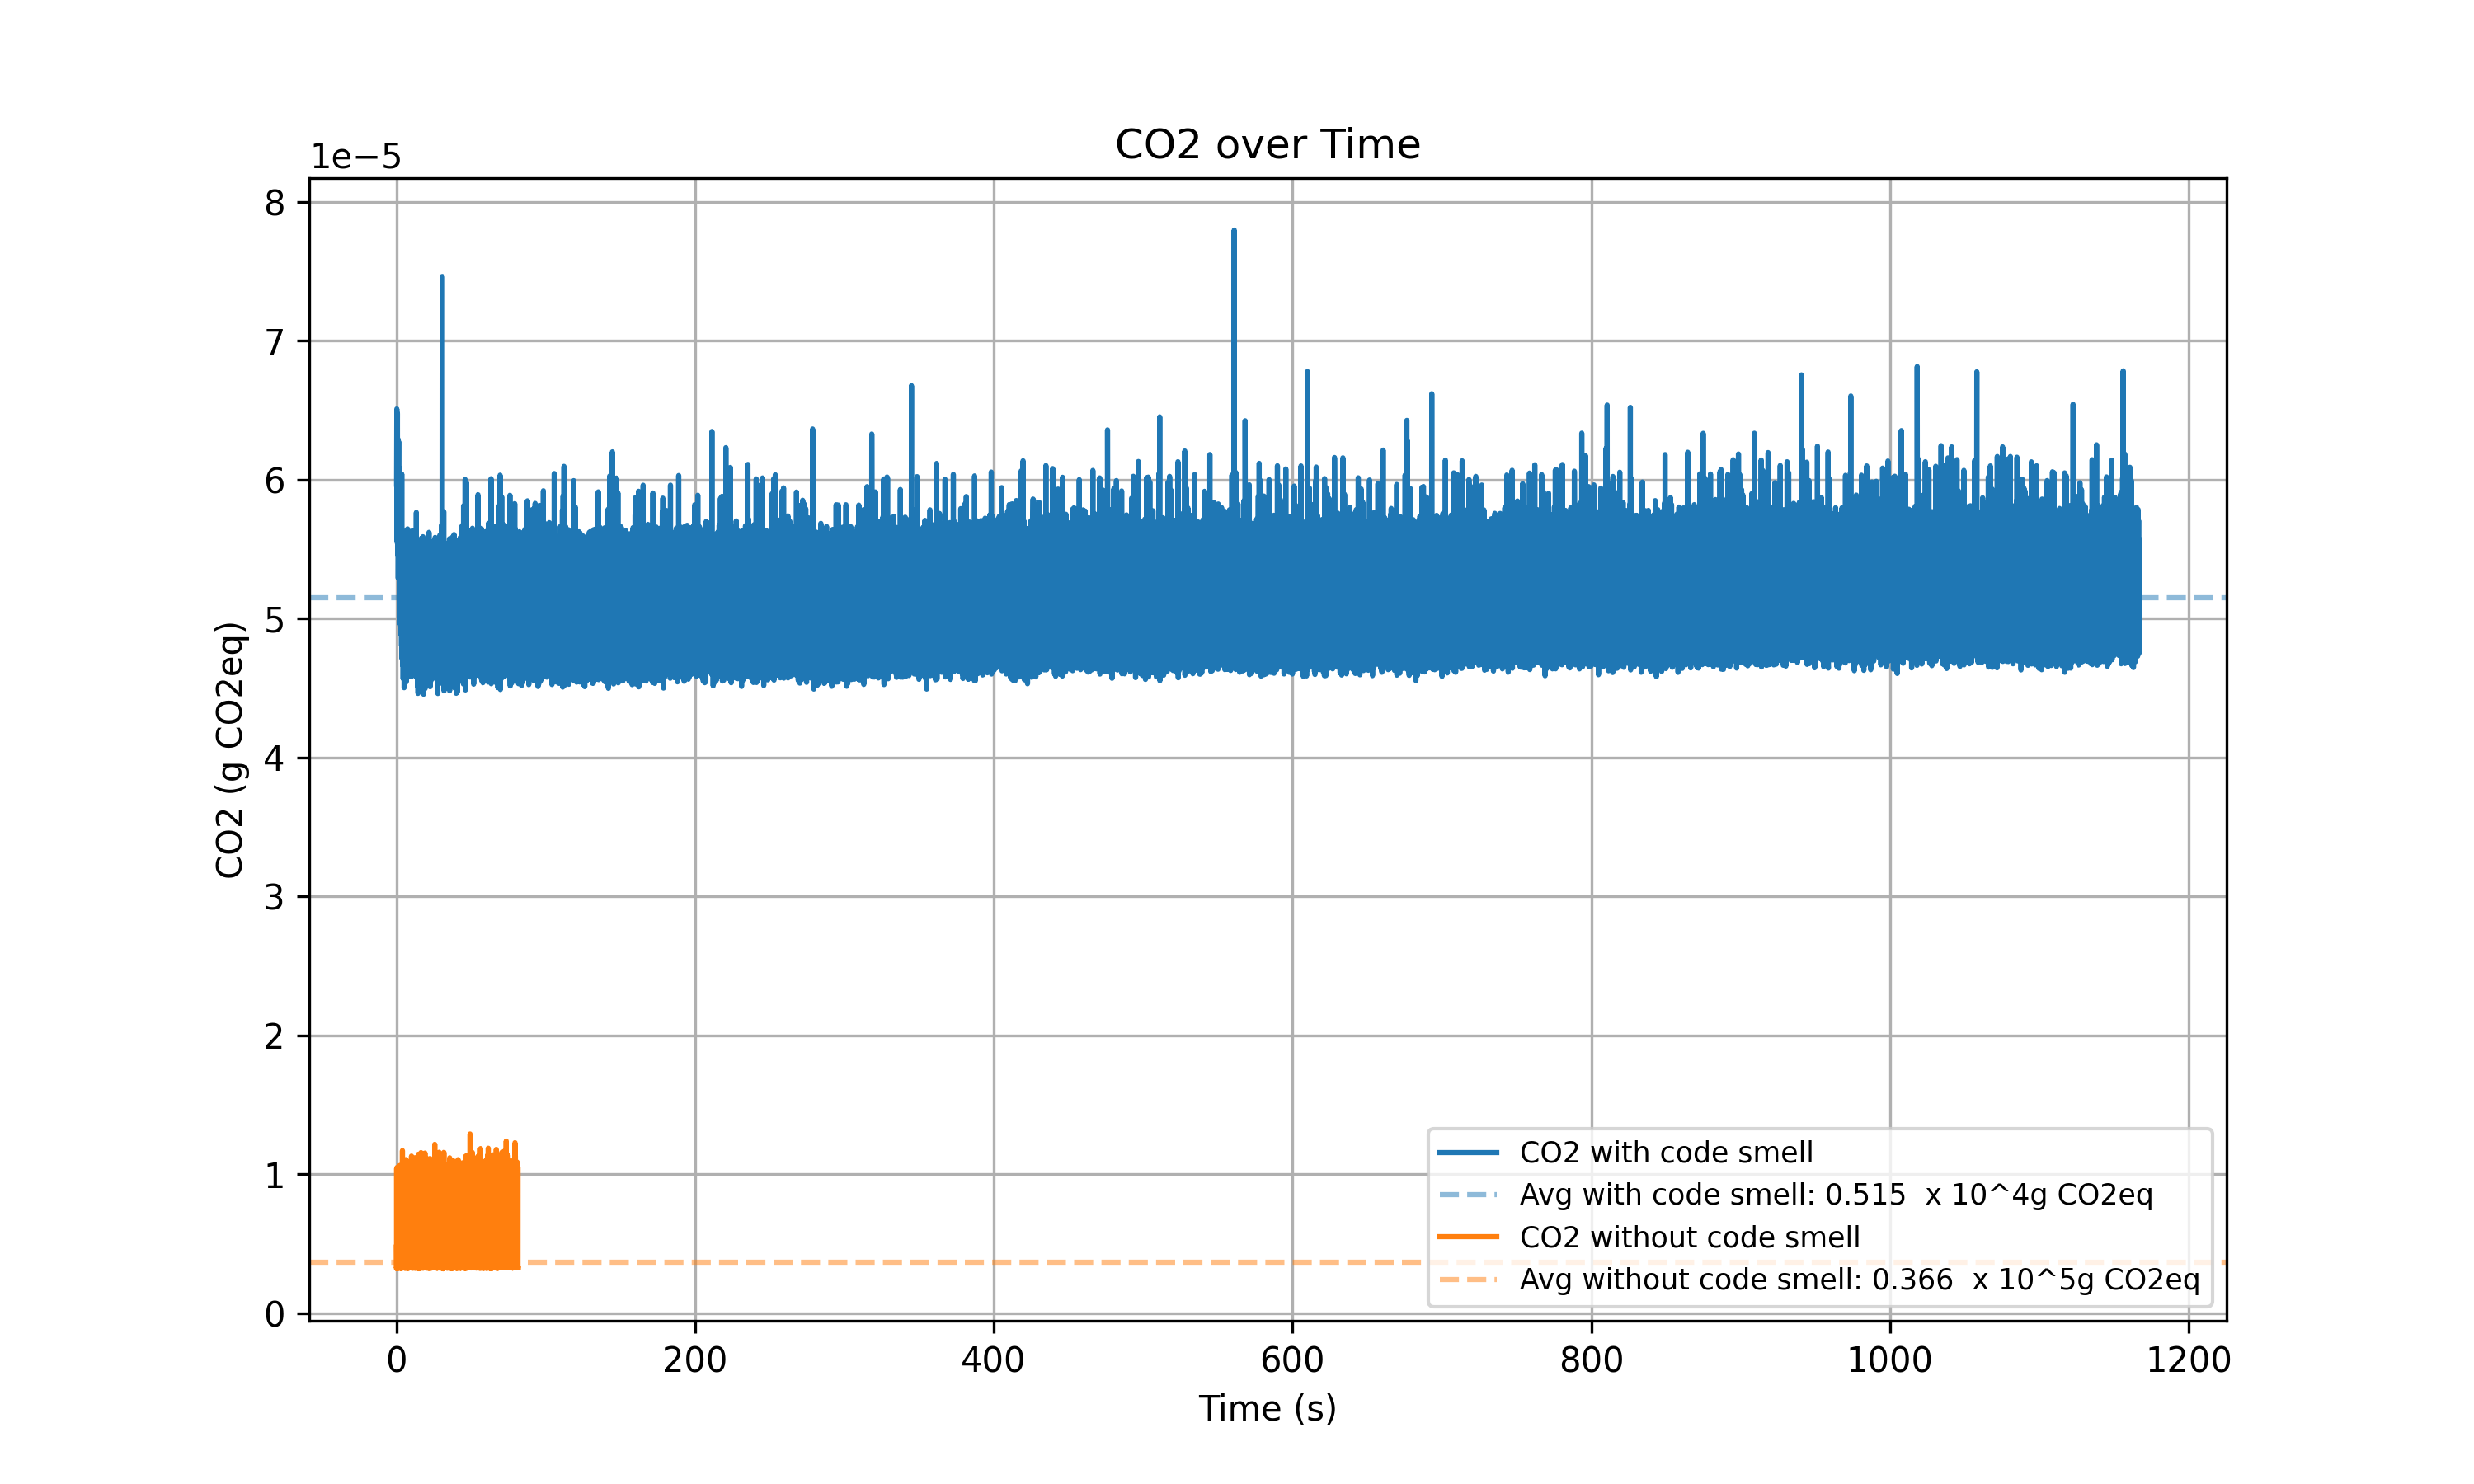 CO2 over Time
1e−5
8
7
6
5
4
3
2
1
0
CO2 (g CO2eq)
0 200 400 600 800 1000 1200
Time (s)
CO2 with code smell
Avg with code smell: 0.515  x 10^4g CO2eq
CO2 without code smell
Avg without code smell: 0.366  x 10^5g CO2eq